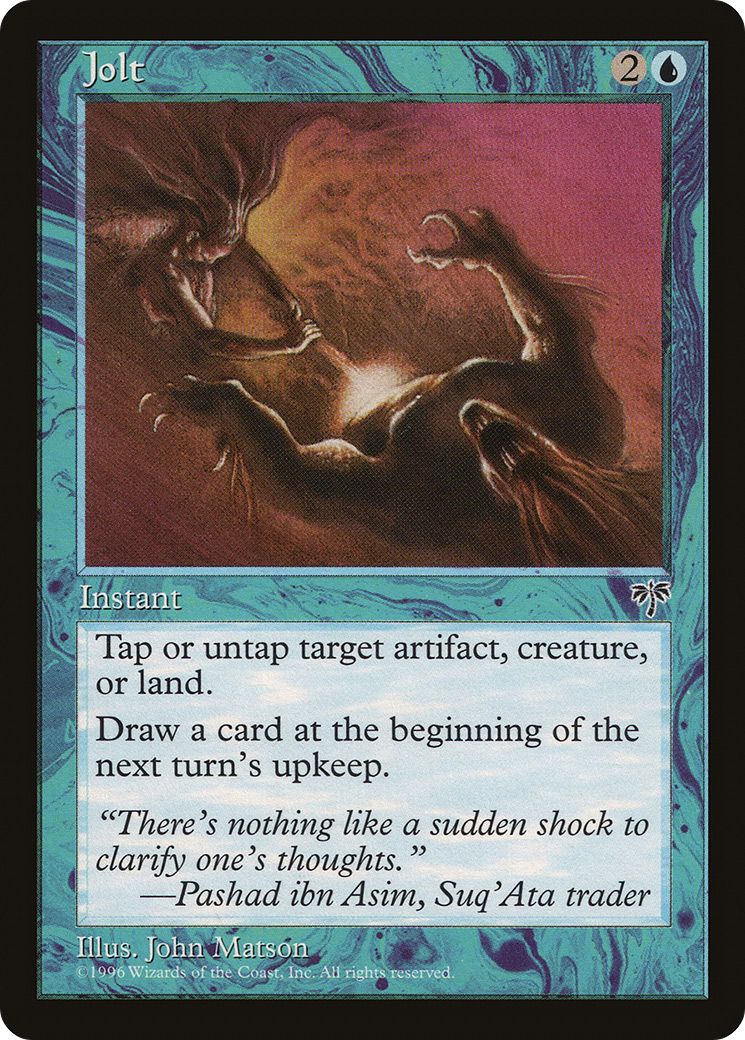 Jolt 2
Instant
Tap or untap target artifact, creature,
or land.
Draw a card at the beginning of the
next turn's upkeep.
“There's nothing like a sudden shock to
clarify one's thoughts.”
—Pashad ibn Asim, Suq'Ata trader
Illus. John Matson
©1996 Wizards of the Coast, Inc. All rights reserved.